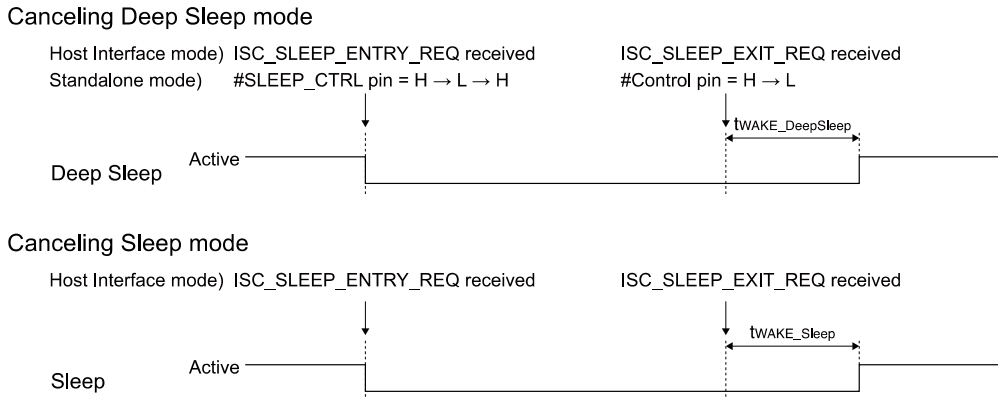 Canceling Deep Sleep mode
Host Interface mode) ISC_SLEEP_ENTRY_REQ received ISC_SLEEP_EXIT_REQ received
Standalone mode) #SLEEP_CTRL pin = H → L → H #Control pin = H → L
tWAKE_DeepSleep
Active
Deep Sleep
Canceling Sleep mode
Host Interface mode) ISC_SLEEP_ENTRY_REQ received ISC_SLEEP_EXIT_REQ received
tWAKE_Sleep
Active
Sleep